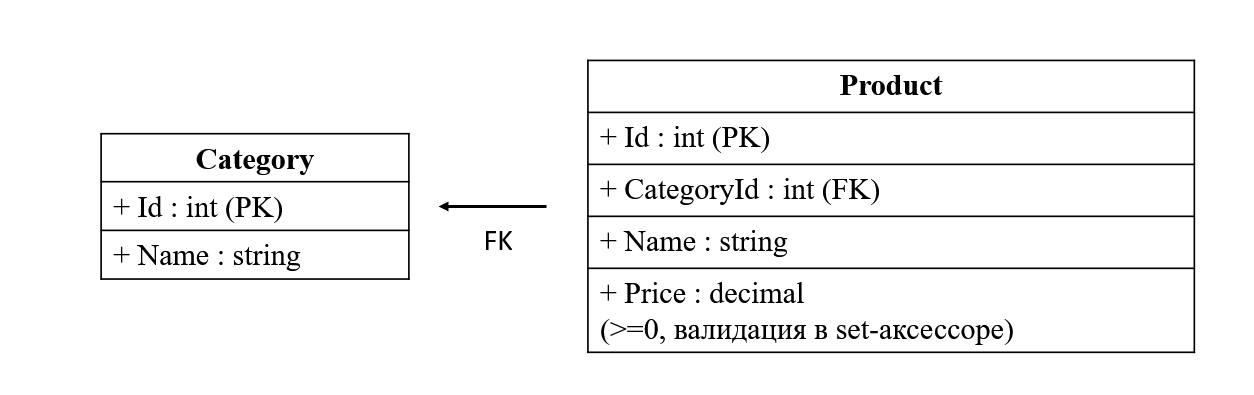 Category
+ Id : int (PK)
+ Name : string
FK
Product
+ Id : int (PK)
+ CategoryId : int (FK)
+ Name : string
+ Price : decimal
(>=0, валидация в set-аксессоре)